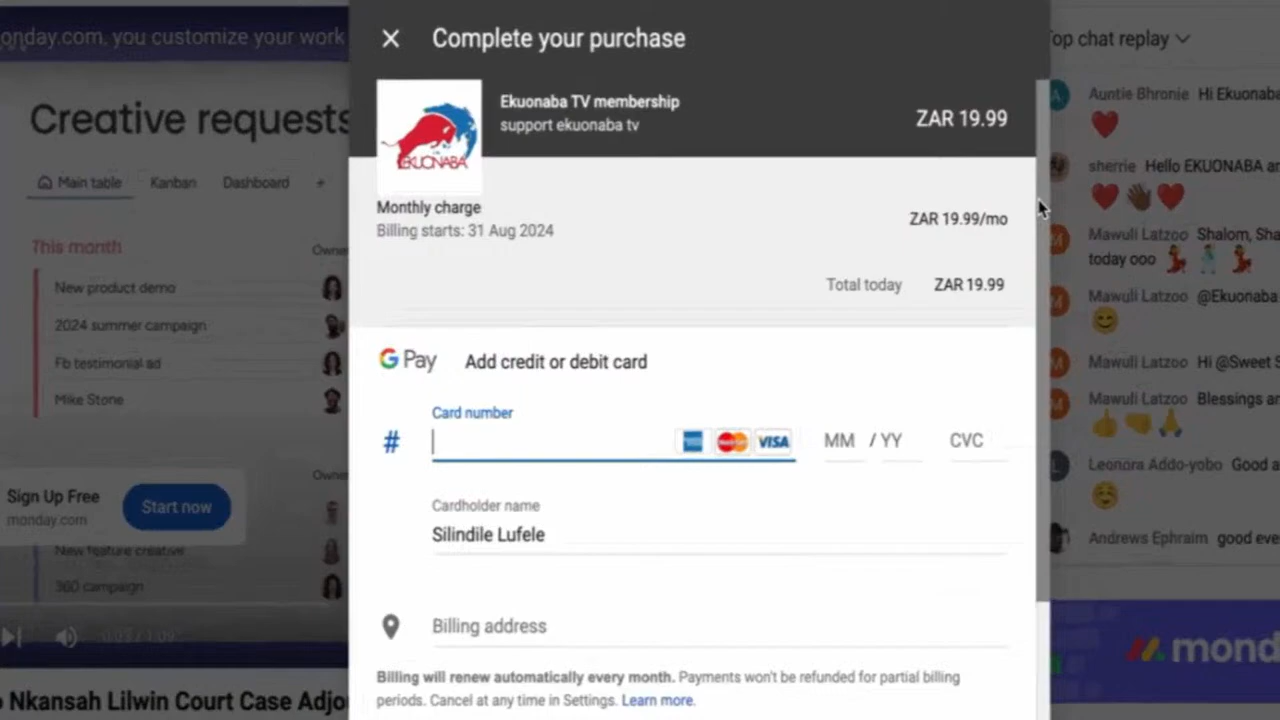 onday.com, you customize your work
Creative requests
Main table Kanban Dashboard +
This month
Owner
New product demo
2024 summer campaign
Fb testimonial ad
Mike Stone
Owner
Sign Up Free
monday.com
Start now
New feature creative
360 campaign
0:03 / 1:09
o Nkansah Lilwin Court Case Adjo
Complete your purchase
EKUONABA
Ekuonaba TV membership
support ekuonaba tv
ZAR 19.99
Monthly charge
Billing starts: 31 Aug 2024
ZAR 19.99/mo
Total today ZAR 19.99
G Pay Add credit or debit card
Card number
# VISA MM / YY CVC
Cardholder name
Silindile Lufele
Billing address
Billing will renew automatically every month. Payments won't be refunded for partial billing
periods. Cancel at any time in Settings. Learn more.
Top chat replay
A Auntie Bhronie Hi Ekuonaba
sherrie Hello EKUONABA an
M Mawuli Latzoo Shalom, Sha
today ooo
M Mawuli Latzoo @Ekuonaba
M Mawuli Latzoo Hi @Sweet S
M Mawuli Latzoo Blessings an
L Leonora Addo-yobo Good a
Andrews Ephraim good eve
mond